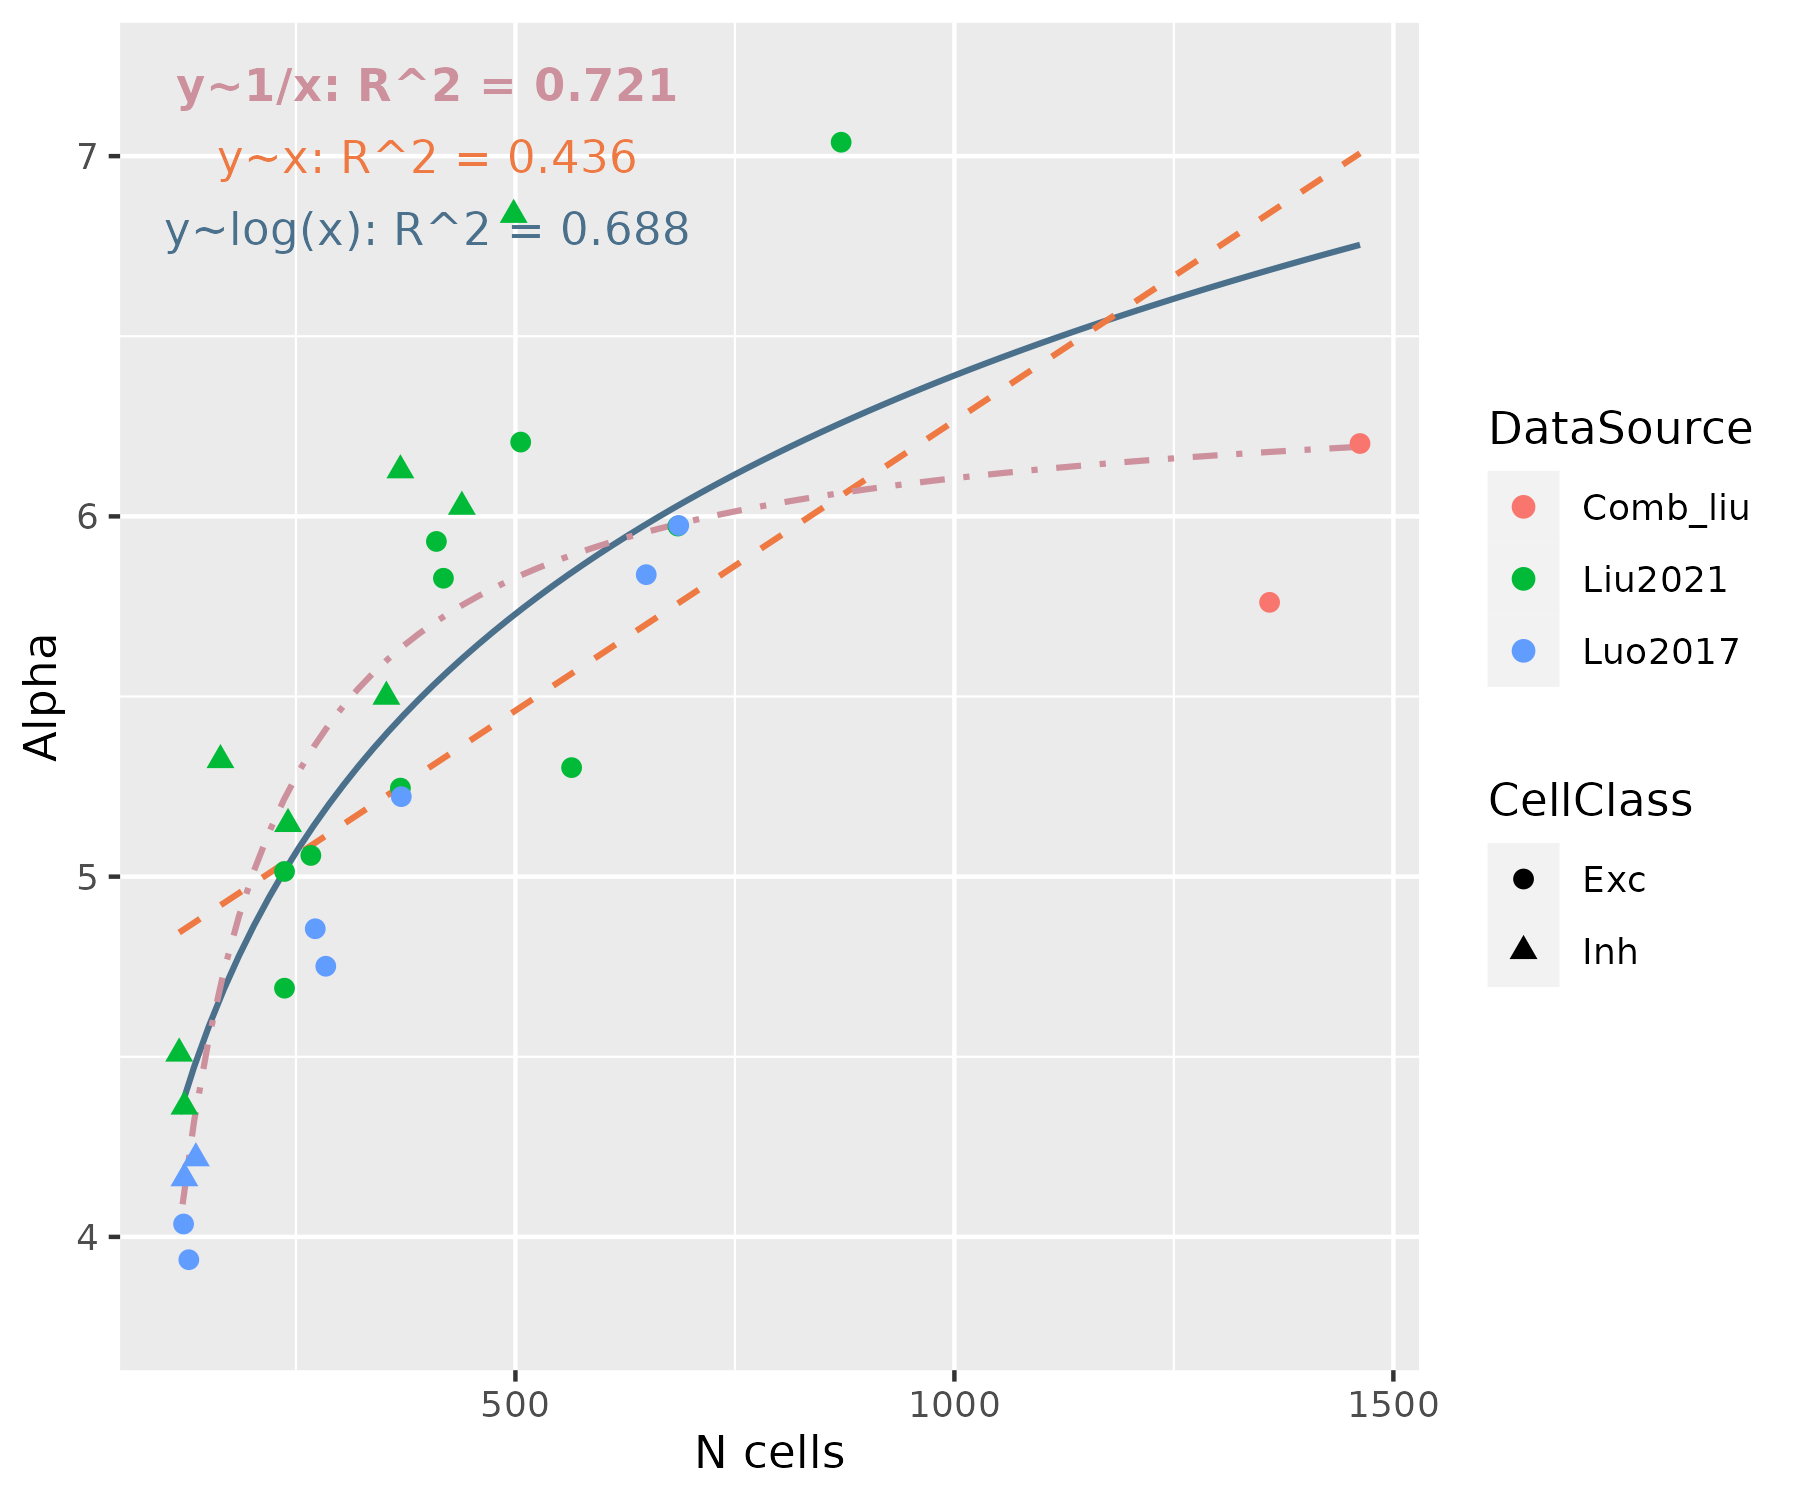 y~1/x: R^2 = 0.721
y~x: R^2 = 0.436
y~log(x): R^2 = 0.688
7
6
5
4
Alpha
500 1000 1500
N cells
DataSource
Comb_liu
Liu2021
Luo2017
CellClass
Exc
Inh